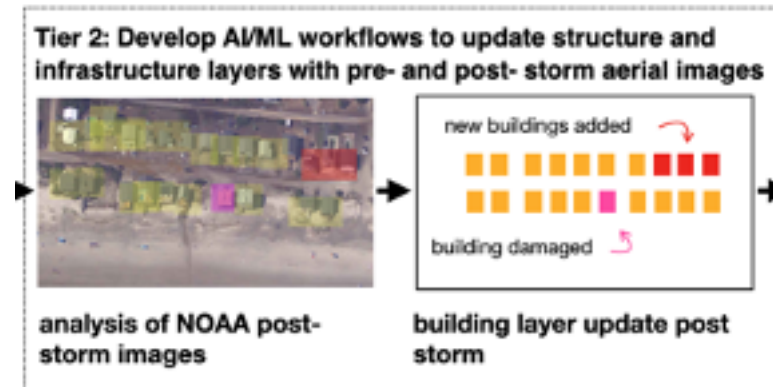 Tier 2: Develop AI/ML workflows to update structure and
infrastructure layers with pre- and post- storm aerial images
new buildings added
building damaged
analysis of NOAA post-
storm images
building layer update post
storm